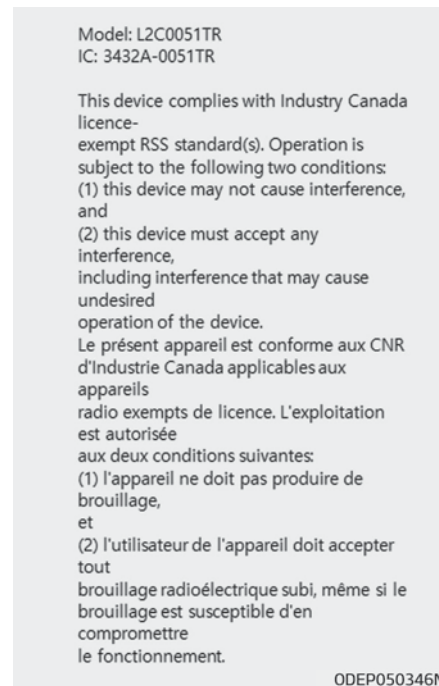 Model: L2C0051TR
IC: 3432A-0051TR
This device complies with Industry Canada
licence-
exempt RSS standard(s). Operation is
subject to the following two conditions:
(1) this device may not cause interference,
and
(2) this device must accept any
interference,
including interference that may cause
undesired
operation of the device.
Le présent appareil est conforme aux CNR
d'Industrie Canada applicables aux
appareils
radio exempts de licence. L'exploitation
est autorisée
aux deux conditions suivantes:
(1) l'appareil ne doit pas produire de
brouillage,
et
(2) l'utilisateur de l'appareil doit accepter
tout
brouillage radioélectrique subi, même si le
brouillage est susceptible d'en
compromettre
le fonctionnement.
ODEP050346N